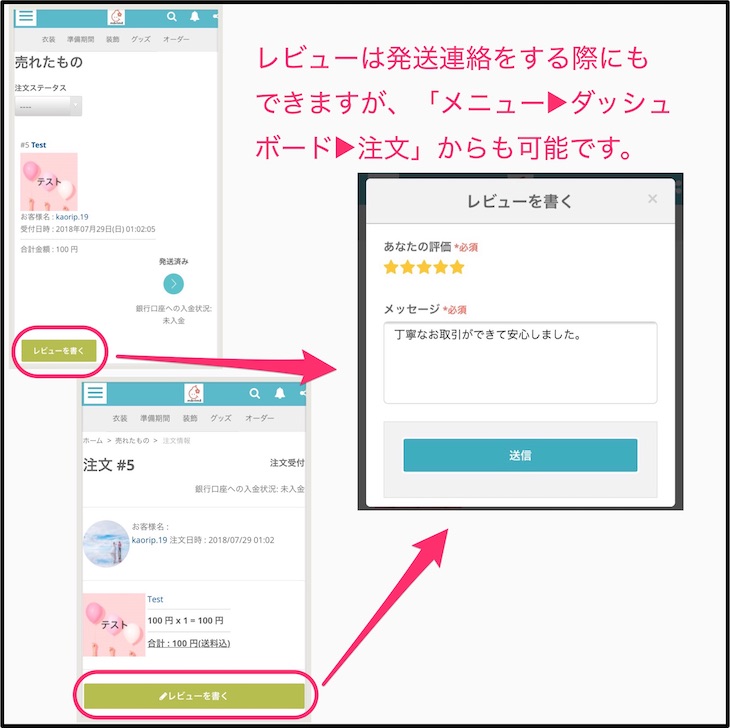 レビューは発送連絡をする際にも
できますが、「メニュー▶ダッシュ
ボード▶注文」からも可能です。
衣装 準備期間 装飾 グッズ オーダー
売れたもの
注文ステータス
----
#5 Test
テスト
お客様名 : kaorip.19
受付日時 : 2018年07月29日(日) 01:02:05
合計金額 : 100 円
発送済み
銀行口座への入金状況:
未入金
レビューを書く
レビューを書く ×
あなたの評価 *必須
メッセージ *必須
丁寧なお取引ができて安心しました。
送信
衣装 準備期間 装飾 グッズ オーダー
ホーム > 売れたもの > 注文情報
注文 #5 注文受付
銀行口座への入金状況: 未入金
お客様名 :
kaorip.19 注文日時 : 2018/07/29 01:02
テスト
Test
100 円 x 1 = 100 円
合計 : 100 円(送料込)
レビューを書く